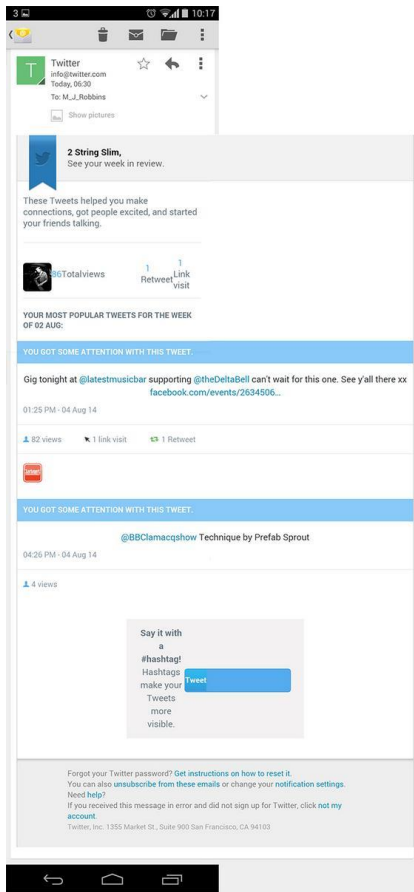 3
10:17
T
Twitter
info@twitter.com
Today, 06:30
To: M_J_Robbins
Show pictures
2 String Slim,
See your week in review.
These Tweets helped you make
connections, got people excited, and started
your friends talking.
86Totalviews
1
Retweet
1
Link
visit
YOUR MOST POPULAR TWEETS FOR THE WEEK
OF 02 AUG:
YOU GOT SOME ATTENTION WITH THIS TWEET.
Gig tonight at @latestmusicbar supporting @theDeltaBell can't wait for this one. See y'all there xx
facebook.com/events/2634506...
01:25 PM - 04 Aug 14
82 views 1 link visit 1 Retweet
YOU GOT SOME ATTENTION WITH THIS TWEET.
@BBClamacqshow Technique by Prefab Sprout
04:26 PM - 04 Aug 14
4 views
Say it with
a
#hashtag!
Hashtags
make your
Tweets
more
visible.
Tweet
Forgot your Twitter password? Get instructions on how to reset it.
You can also unsubscribe from these emails or change your notification settings.
Need help?
If you received this message in error and did not sign up for Twitter, click not my
account.
Twitter, Inc. 1355 Market St., Suite 900 San Francisco, CA 94103